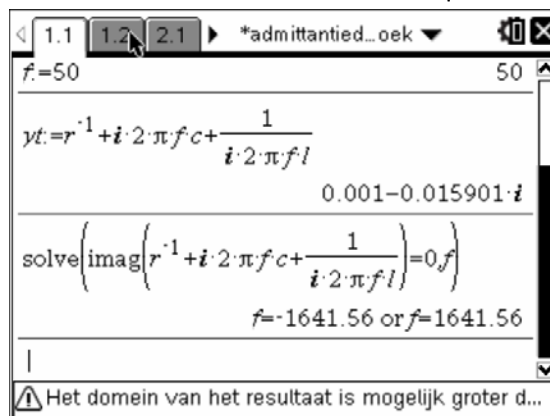 1.1 1.2 2.1 *admittantied…oek
f:=50 50
yt:=r⁻¹+i·2·π·f·c+1/(i·2·π·f·l)
0.001−0.015901·i
solve(imag(r⁻¹+i·2·π·f·c+1/(i·2·π·f·l))=0,f)
f=-1641.56 or f=1641.56
Het domein van het resultaat is mogelijk groter d...